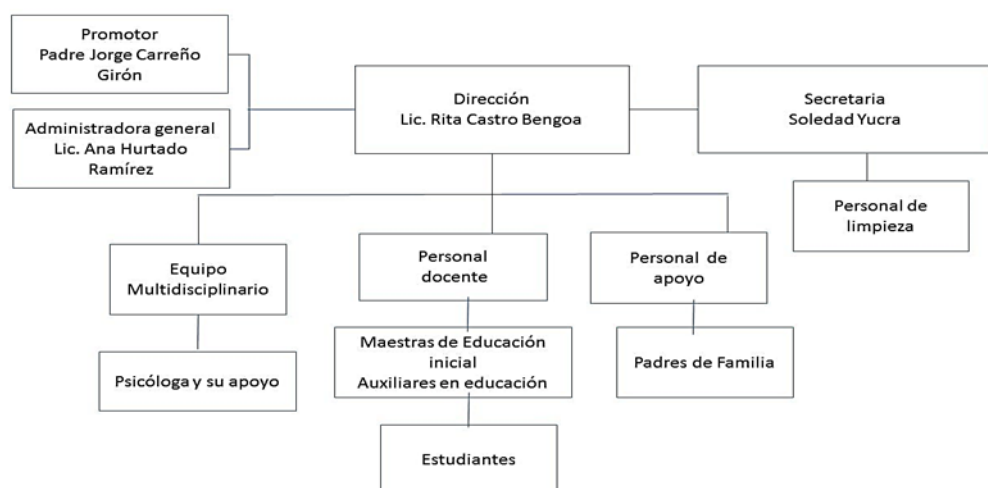 Promotor
Padre Jorge Carreño
Girón
Administradora general
Lic. Ana Hurtado
Ramírez
Dirección
Lic. Rita Castro Bengoa
Secretaria
Soledad Yucra
Personal de
limpieza
Equipo
Multidisciplinario
Personal
docente
Personal de
apoyo
Psicóloga y su apoyo
Maestras de Educación
inicial
Auxiliares en educación
Padres de Familia
Estudiantes